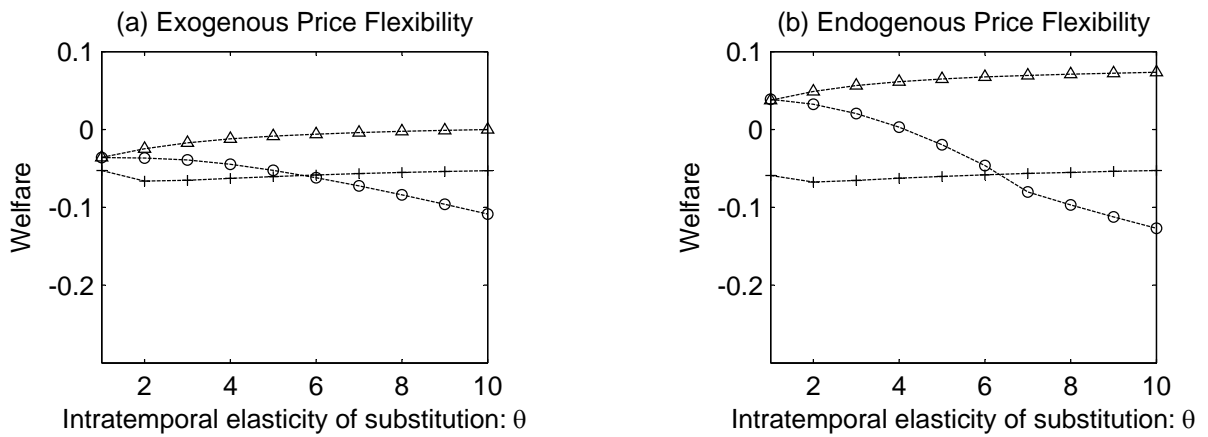 (a) Exogenous Price Flexibility
0.1
0
-0.1
-0.2
Welfare
2 4 6 8 10
Intratemporal elasticity of substitution: θ
(b) Endogenous Price Flexibility
0.1
0
-0.1
-0.2
Welfare
2 4 6 8 10
Intratemporal elasticity of substitution: θ